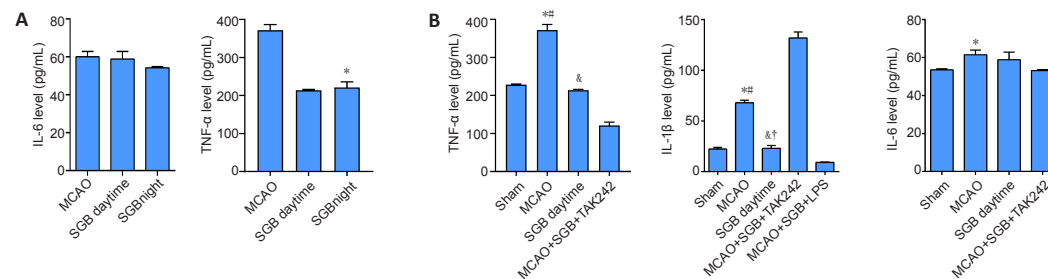 A
IL-6 level (pg/mL)
80
60
40
20
0
MCAO
SGB daytime
SGBnight
TNF-α level (pg/mL)
400
300
200
100
0
*
MCAO
SGB daytime
SGBnight
B
TNF-α level (pg/mL)
400
300
200
100
0
*#
&
Sham
MCAO
SGB daytime
MCAO+SGB+TAK242
IL-1β level (pg/mL)
150
100
50
0
*#
&†
Sham
MCAO
SGB daytime
MCAO+SGB+TAK242
MCAO+SGB+LPS
IL-6 level (pg/mL)
80
60
40
20
0
*
Sham
MCAO
SGB daytime
MCAO+SGB+TAK242